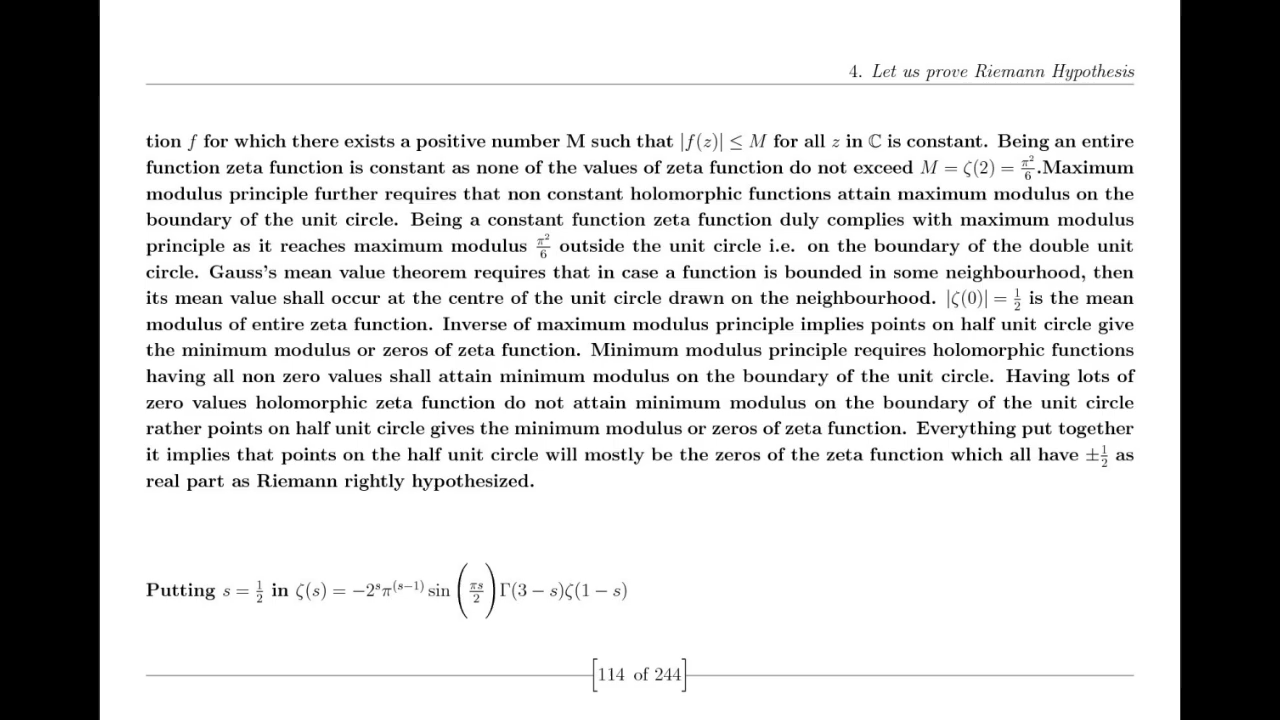 4. Let us prove Riemann Hypothesis
tion f for which there exists a positive number M such that |f(z)| ≤ M for all z in ℂ is constant. Being an entire
function zeta function is constant as none of the values of zeta function do not exceed M = ζ(2) = π²/6.Maximum
modulus principle further requires that non constant holomorphic functions attain maximum modulus on the
boundary of the unit circle. Being a constant function zeta function duly complies with maximum modulus
principle as it reaches maximum modulus π²/6 outside the unit circle i.e. on the boundary of the double unit
circle. Gauss's mean value theorem requires that in case a function is bounded in some neighbourhood, then
its mean value shall occur at the centre of the unit circle drawn on the neighbourhood. |ζ(0)| = 1/2 is the mean
modulus of entire zeta function. Inverse of maximum modulus principle implies points on half unit circle give
the minimum modulus or zeros of zeta function. Minimum modulus principle requires holomorphic functions
having all non zero values shall attain minimum modulus on the boundary of the unit circle. Having lots of
zero values holomorphic zeta function do not attain minimum modulus on the boundary of the unit circle
rather points on half unit circle gives the minimum modulus or zeros of zeta function. Everything put together
it implies that points on the half unit circle will mostly be the zeros of the zeta function which all have ±1/2 as
real part as Riemann rightly hypothesized.
Putting s = 1/2 in ζ(s) = −2ˢπ⁽ˢ⁻¹⁾ sin (πs/2) Γ(3 − s)ζ(1 − s)
[114 of 244]